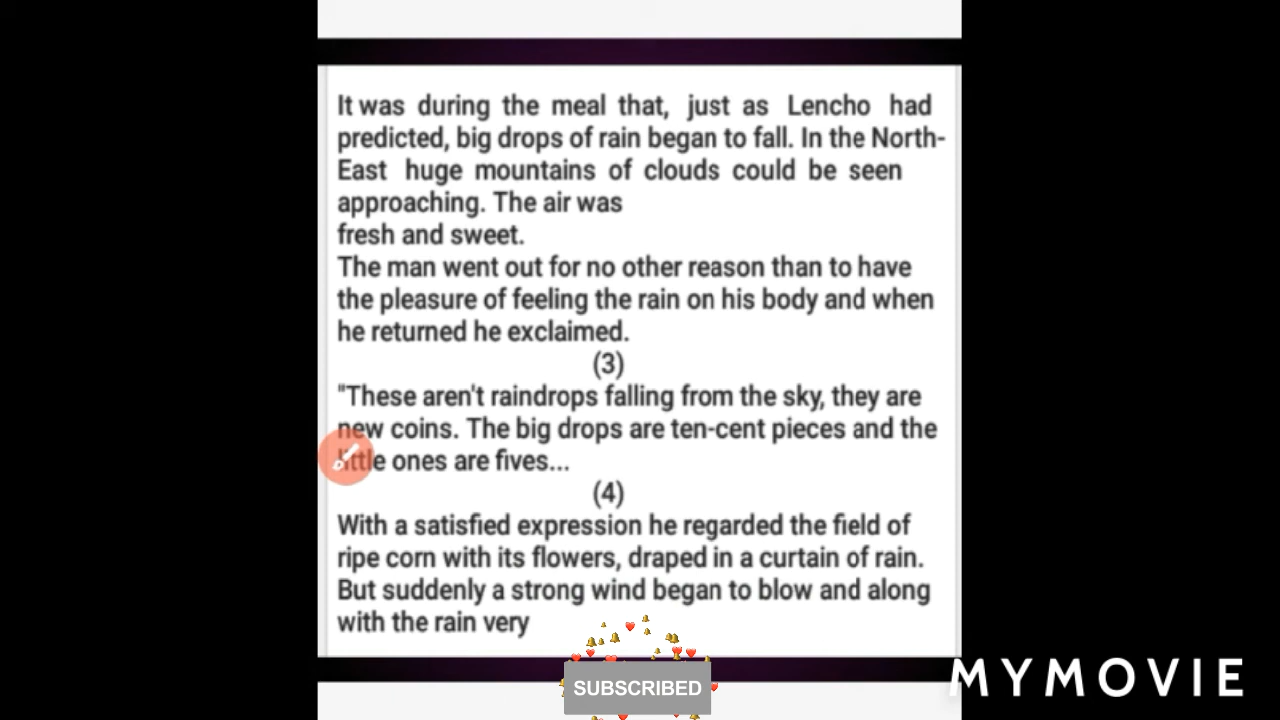 It was during the meal that, just as Lencho had
predicted, big drops of rain began to fall. In the North-
East huge mountains of clouds could be seen
approaching. The air was
fresh and sweet.
The man went out for no other reason than to have
the pleasure of feeling the rain on his body and when
he returned he exclaimed.
(3)
"These aren't raindrops falling from the sky, they are
new coins. The big drops are ten-cent pieces and the
little ones are fives...
(4)
With a satisfied expression he regarded the field of
ripe corn with its flowers, draped in a curtain of rain.
But suddenly a strong wind began to blow and along
with the rain very
SUBSCRIBED
MYMOVIE